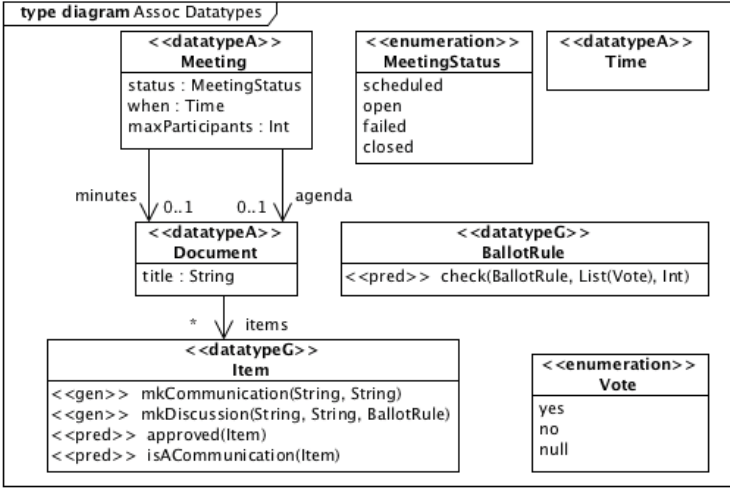 type diagram Assoc Datatypes
<<datatypeA>>
Meeting
status : MeetingStatus
when : Time
maxParticipants : Int
<<enumeration>>
MeetingStatus
scheduled
open
failed
closed
<<datatypeA>>
Time
minutes
0..1
0..1
agenda
<<datatypeA>>
Document
title : String
<<datatypeG>>
BallotRule
<<pred>> check(BallotRule, List(Vote), Int)
* items
<<datatypeG>>
Item
<<gen>> mkCommunication(String, String)
<<gen>> mkDiscussion(String, String, BallotRule)
<<pred>> approved(Item)
<<pred>> isACommunication(Item)
<<enumeration>>
Vote
yes
no
null